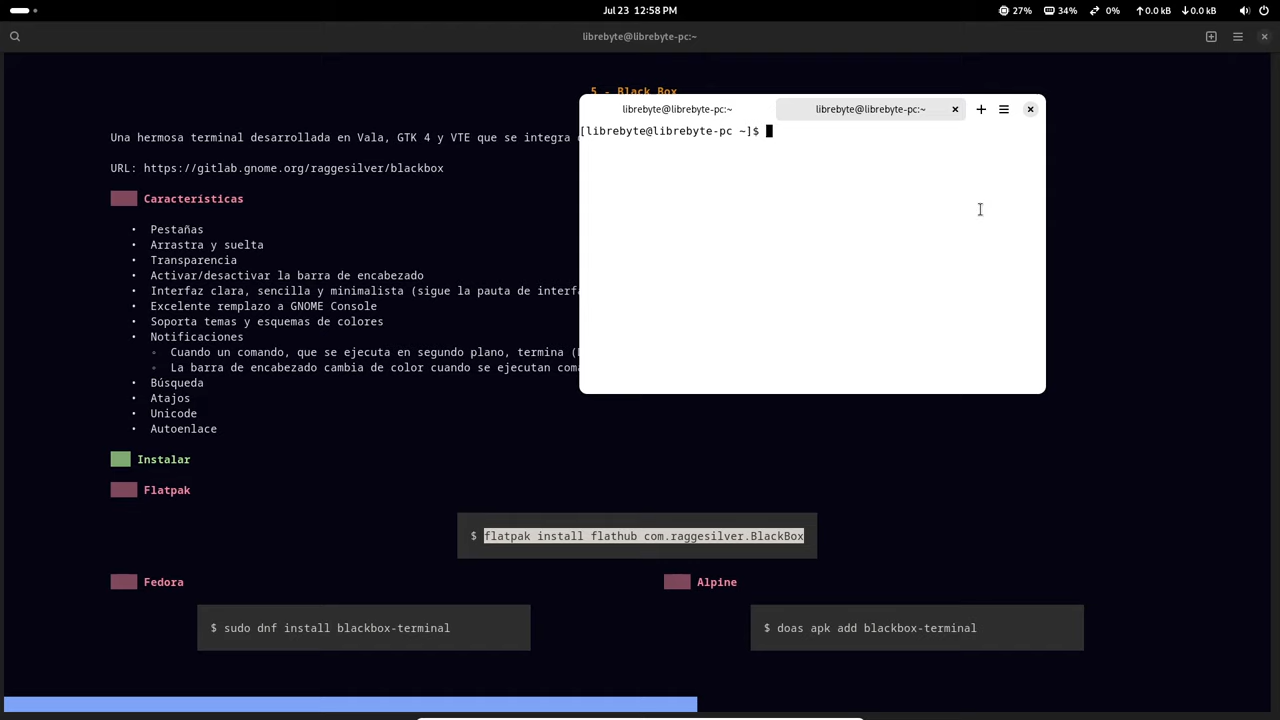 Jul 23 12:58 PM
27% 34% 0% 0.0 kB 0.0 kB
librebyte@librebyte-pc:~
5 - Black Box
librebyte@librebyte-pc:~ librebyte@librebyte-pc:~
[librebyte@librebyte-pc ~]$
Una hermosa terminal desarrollada en Vala, GTK 4 y VTE que se integra
URL: https://gitlab.gnome.org/raggesilver/blackbox
Características
• Pestañas
• Arrastra y suelta
• Transparencia
• Activar/desactivar la barra de encabezado
• Interfaz clara, sencilla y minimalista (sigue la pauta de
• Excelente remplazo a GNOME Console
• Soporta temas y esquemas de colores
• Notificaciones
◦ Cuando un comando, que se ejecuta en segundo plano, termina
◦ La barra de encabezado cambia de color cuando se ejecutan
• Búsqueda
• Atajos
• Unicode
• Autoenlace
Instalar
Flatpak
$ flatpak install flathub com.raggesilver.BlackBox
Fedora Alpine
$ sudo dnf install blackbox-terminal $ doas apk add blackbox-terminal